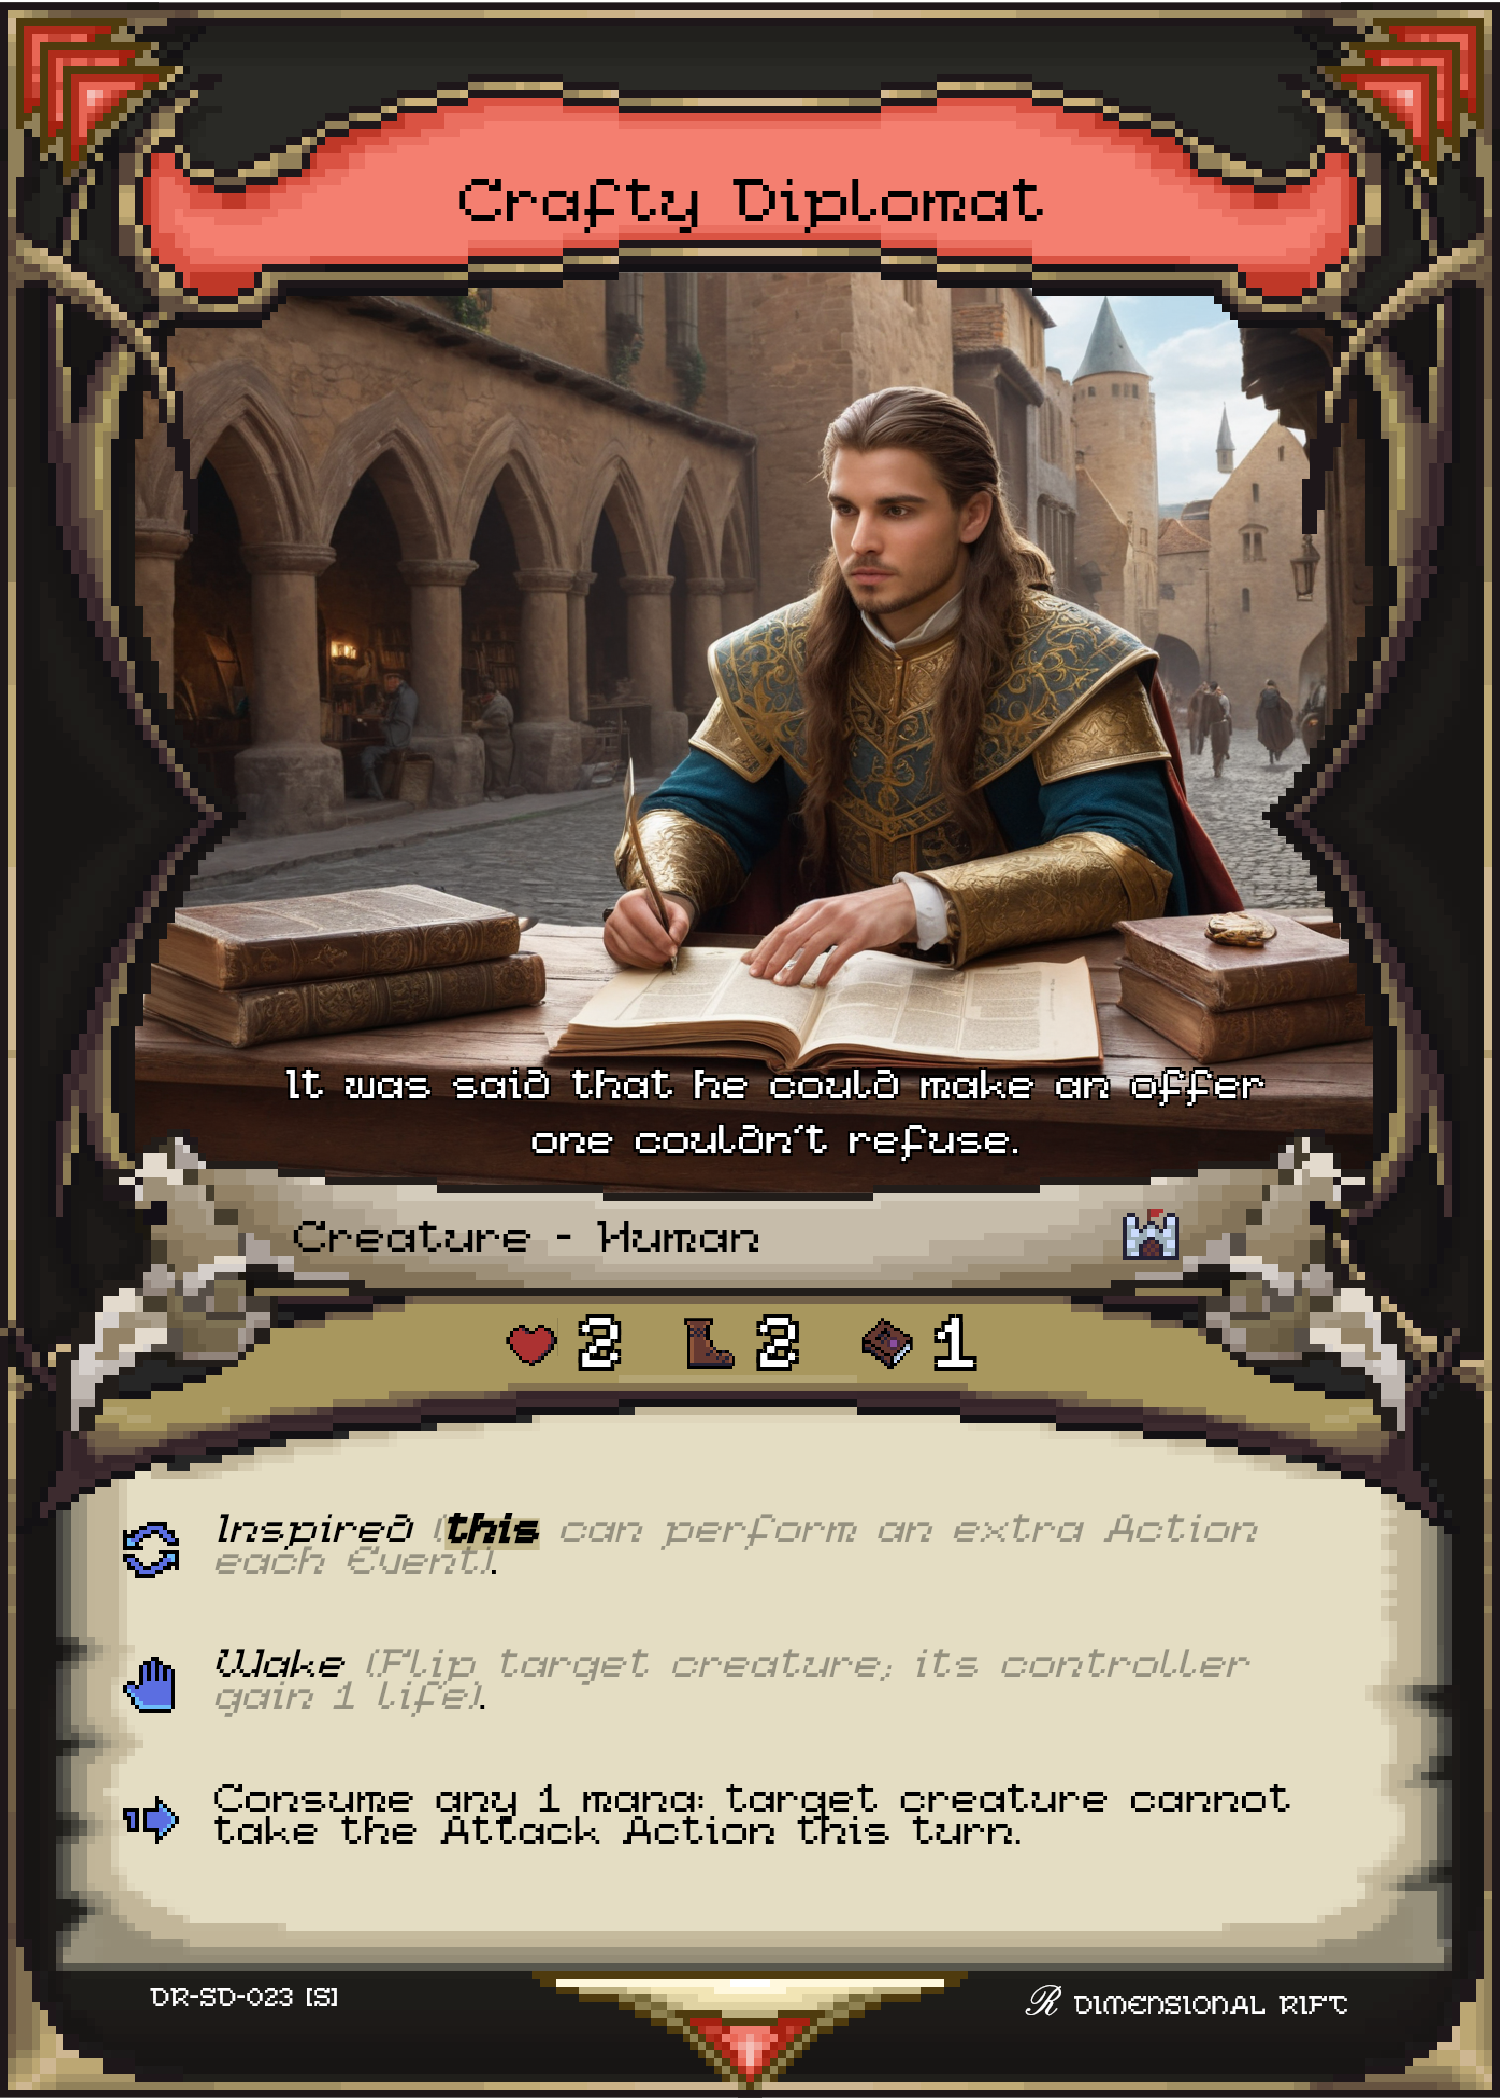 Crafty Diplomat
It was said that he could make an offer
one couldn't refuse.
Creature - Human
2 2 1
Inspired (this can perform an extra Action
each Event).
Wake (Flip target creature; its controller
gain 1 life).
1
Consume any 1 mana: target creature cannot
take the Attack Action this turn.
DR-SD-023 [S]
R DIMENSIONAL RIFT